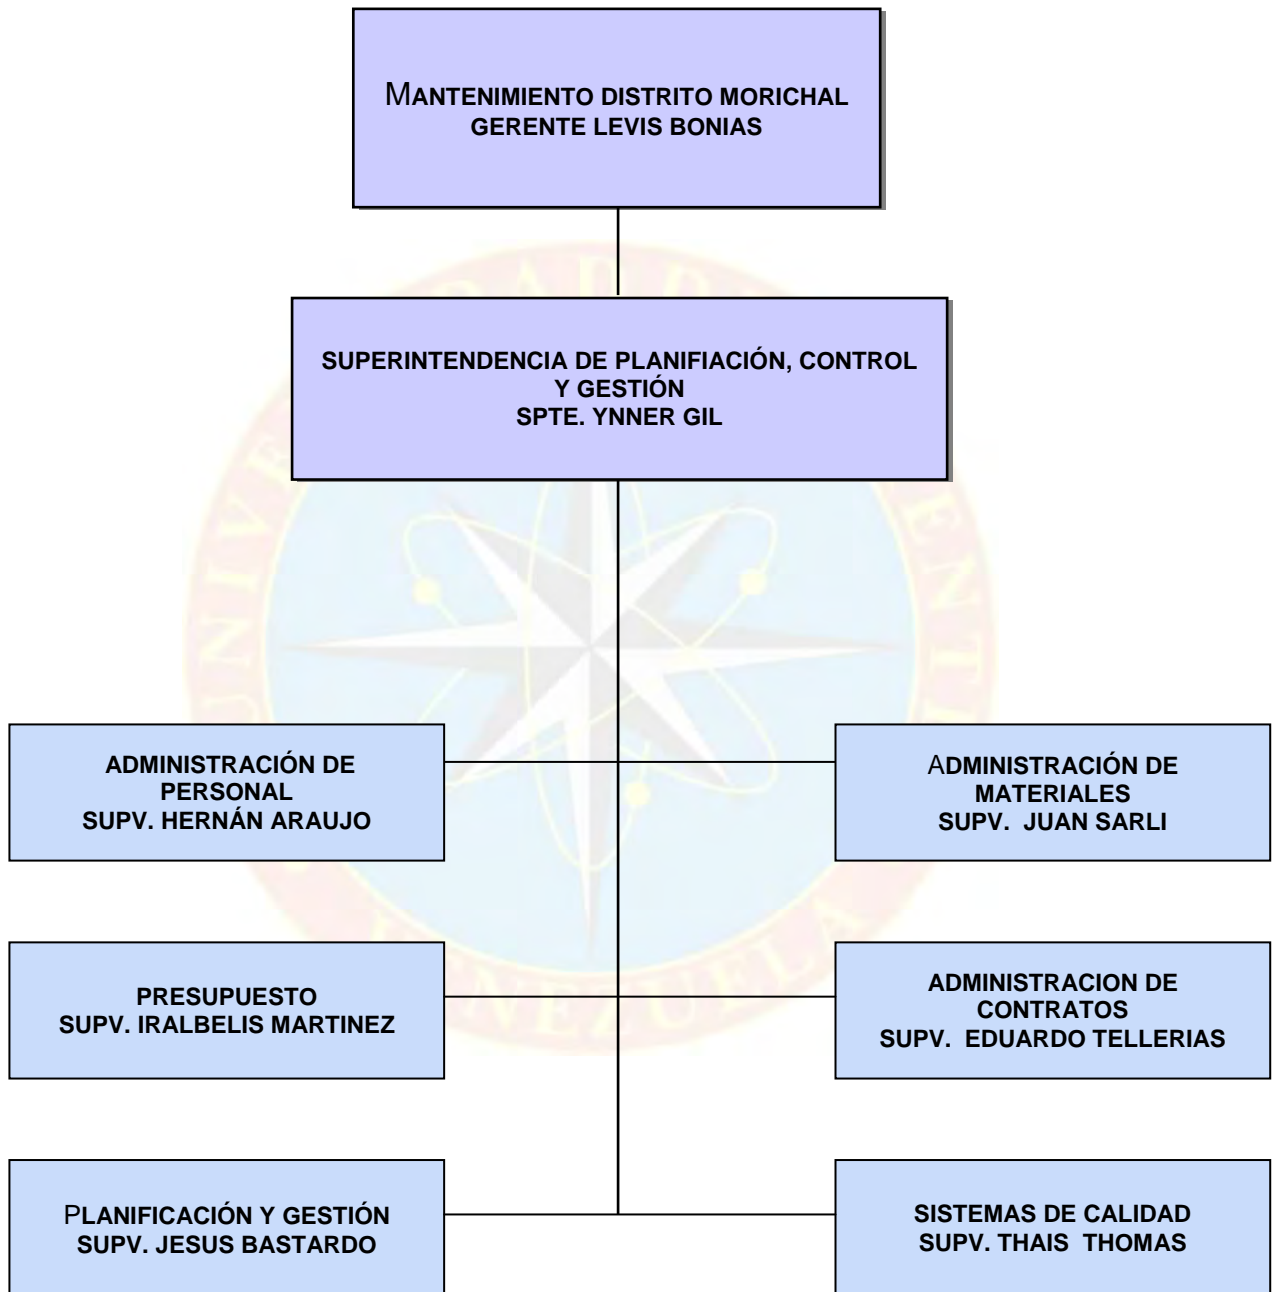 MANTENIMIENTO DISTRITO MORICHAL
GERENTE LEVIS BONIAS
SUPERINTENDENCIA DE PLANIFIACIÓN, CONTROL
Y GESTIÓN
SPTE. YNNER GIL
ADMINISTRACIÓN DE
PERSONAL
SUPV. HERNÁN ARAUJO
ADMINISTRACIÓN DE
MATERIALES
SUPV. JUAN SARLI
PRESUPUESTO
SUPV. IRALBELIS MARTINEZ
ADMINISTRACION DE
CONTRATOS
SUPV. EDUARDO TELLERIAS
PLANIFICACIÓN Y GESTIÓN
SUPV. JESUS BASTARDO
SISTEMAS DE CALIDAD
SUPV. THAIS THOMAS